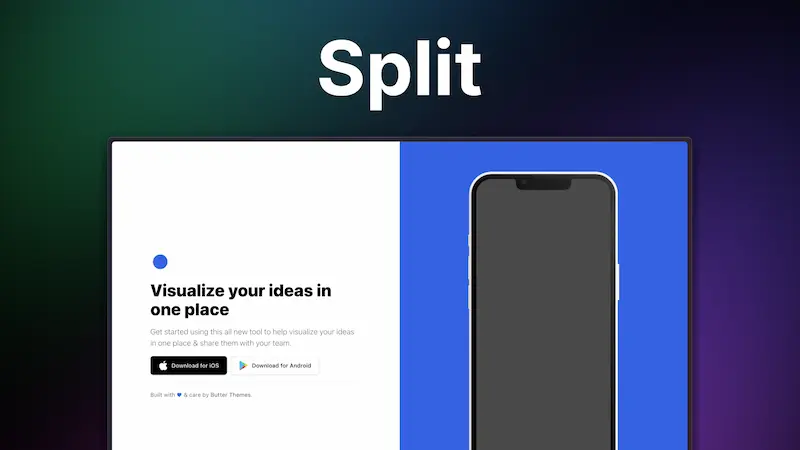 Split
Visualize your ideas in
one place
Get started using this all new tool to help visualize your ideas
in one place & share them with your team.
Download for iOS
Download for Android
Built with ♥ & care by Butter Themes